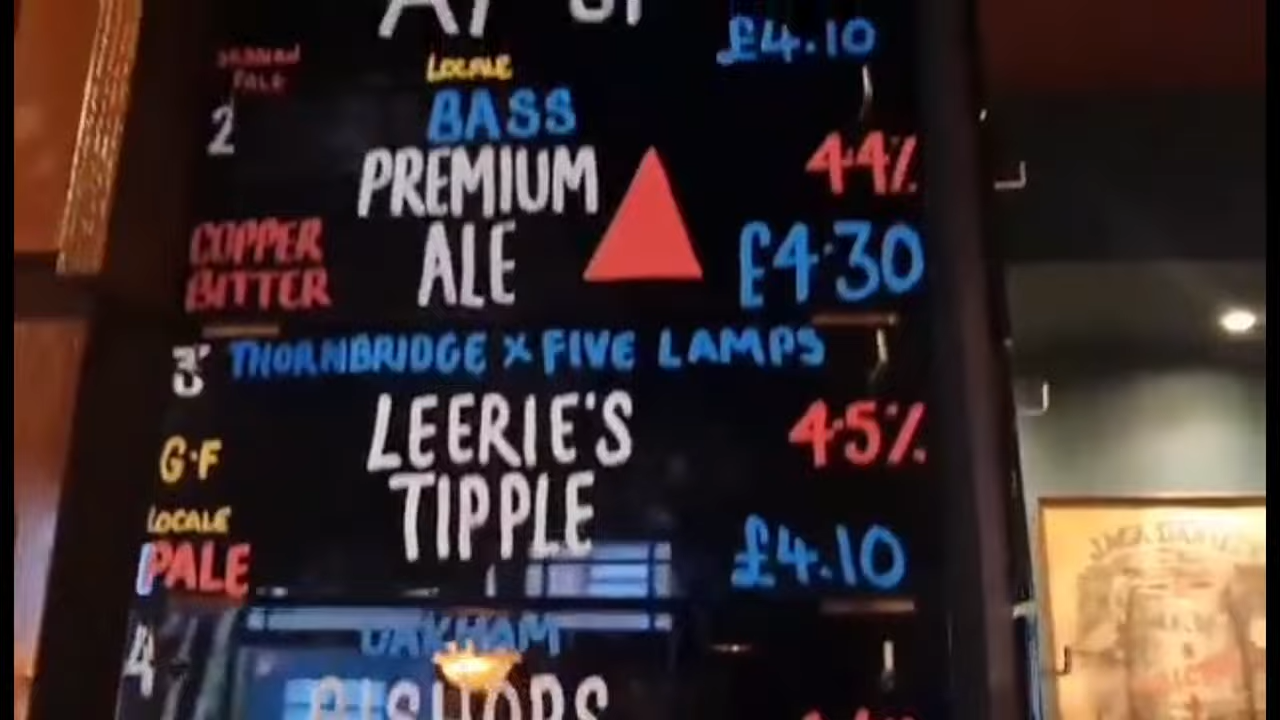 £4.10
PALE
LOCALE
2
BASS
PREMIUM
ALE
4.4%
COPPER
BITTER
£4.30
3
THORNBRIDGE X FIVE LAMPS
LEERIE'S
TIPPLE
4.5%
G.F
LOCALE
PALE
£4.10
4
OAKHAM
BISHOPS